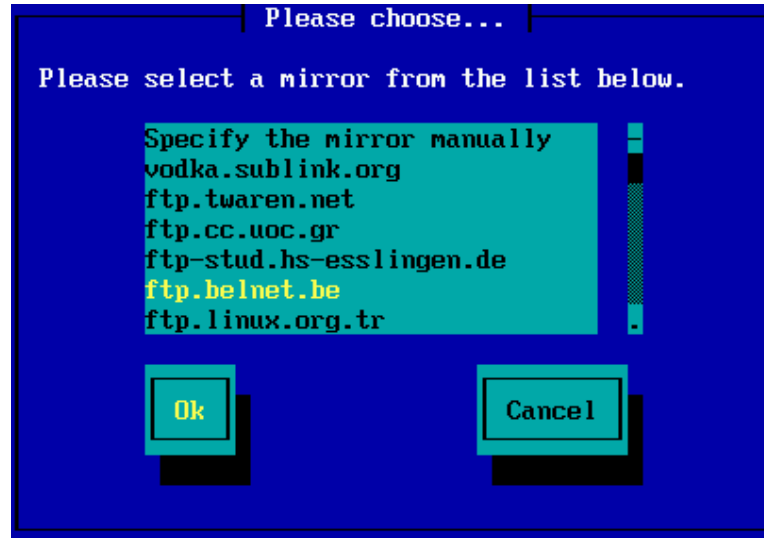 Please choose...
Please select a mirror from the list below.
Specify the mirror manually
vodka.sublink.org
ftp.twaren.net
ftp.cc.uoc.gr
ftp-stud.hs-esslingen.de
ftp.belnet.be
ftp.linux.org.tr
Ok Cancel